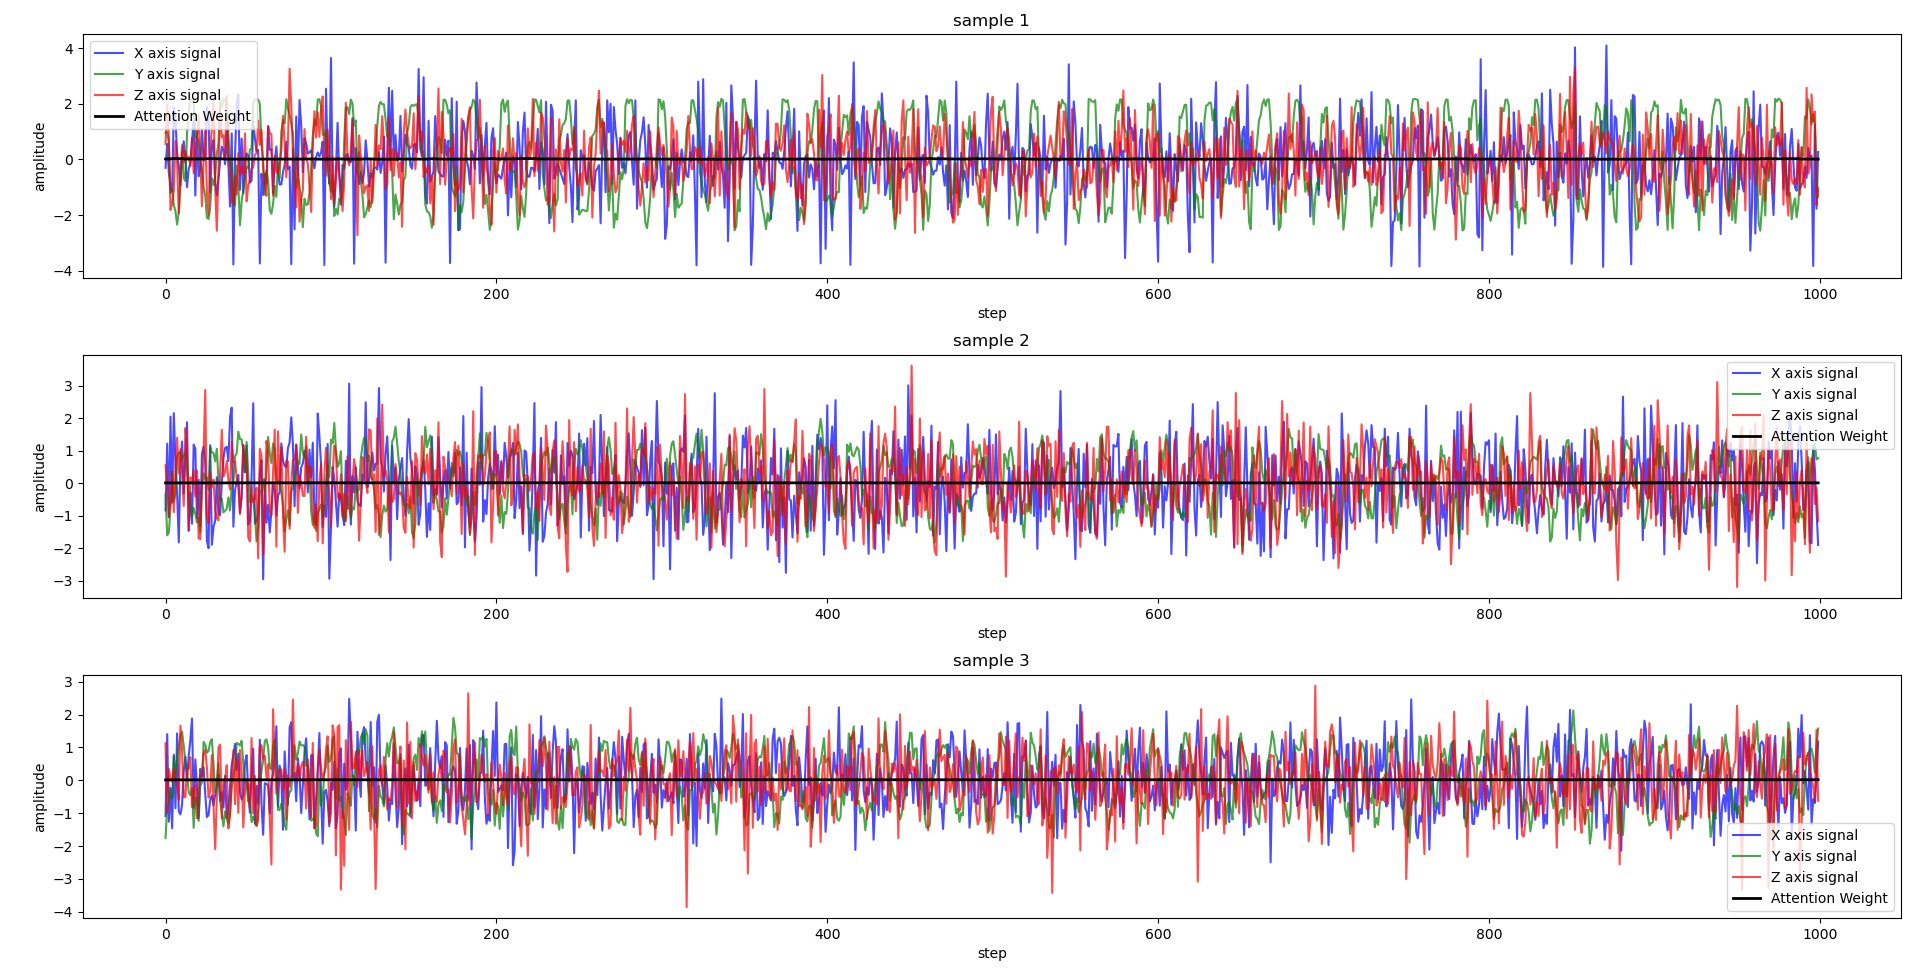 sample 1
X axis signal
Y axis signal
Z axis signal
Attention Weight
amplitude
4
2
0
−2
−4
0 200 400 600 800 1000
step
sample 2
X axis signal
Y axis signal
Z axis signal
Attention Weight
amplitude
3
2
1
0
−1
−2
−3
0 200 400 600 800 1000
step
sample 3
amplitude
3
2
1
0
−1
−2
−3
−4
X axis signal
Y axis signal
Z axis signal
Attention Weight
0 200 400 600 800 1000
step